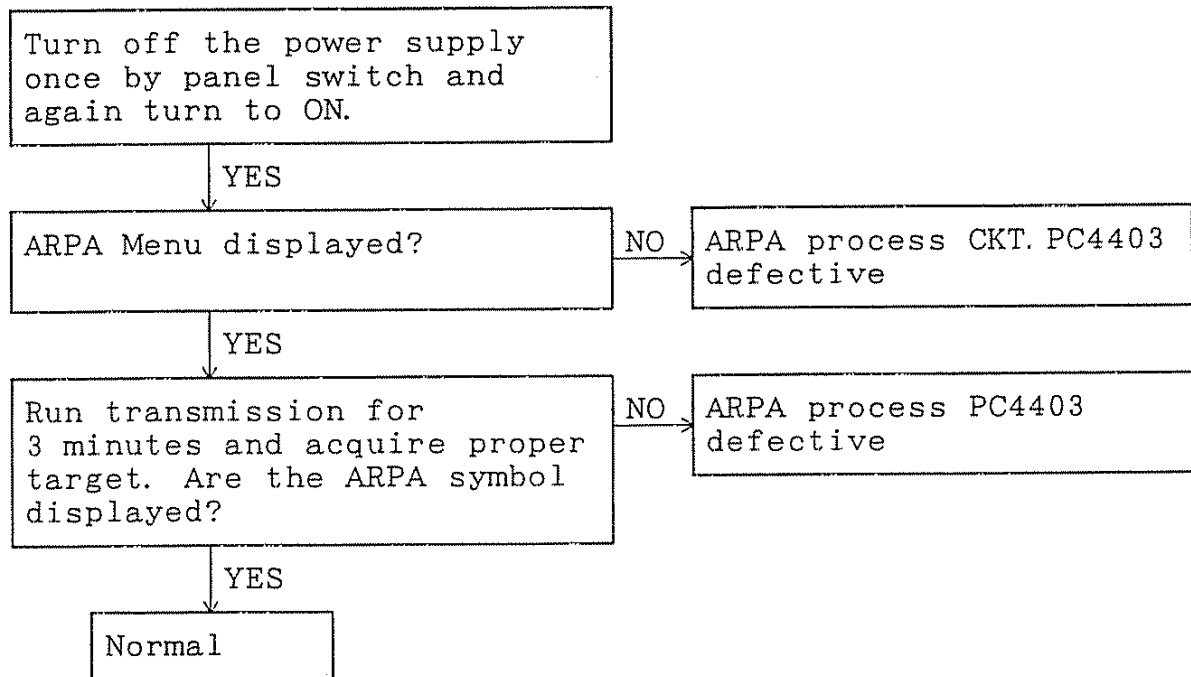 Turn off the power supply
once by panel switch and
again turn to ON.
YES
ARPA Menu displayed?
NO
ARPA process CKT. PC4403
defective
YES
Run transmission for
3 minutes and acquire proper
target. Are the ARPA symbol
displayed?
NO
ARPA process PC4403
defective
YES
Normal